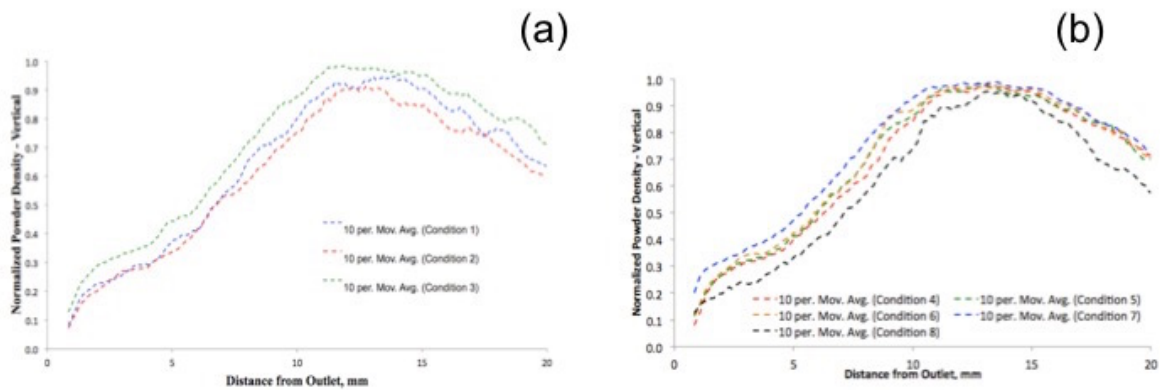 (a)
(b)
Normalized Powder Density - Vertical
1.0
0.9
0.8
0.7
0.6
0.5
0.4
0.3
0.2
0.1
0.0
10 per. Mov. Avg. (Condition 1)
10 per. Mov. Avg. (Condition 2)
10 per. Mov. Avg. (Condition 3)
0 5 10 15 20
Distance from Outlet, mm
Normalized Powder Density - Vertical
1.0
0.9
0.8
0.7
0.6
0.5
0.4
0.3
0.2
0.1
0.0
10 per. Mov. Avg. (Condition 4) 10 per. Mov. Avg. (Condition 5)
10 per. Mov. Avg. (Condition 6) 10 per. Mov. Avg. (Condition 7)
10 per. Mov. Avg. (Condition 8)
0 5 10 15 20
Distance from Outlet, mm